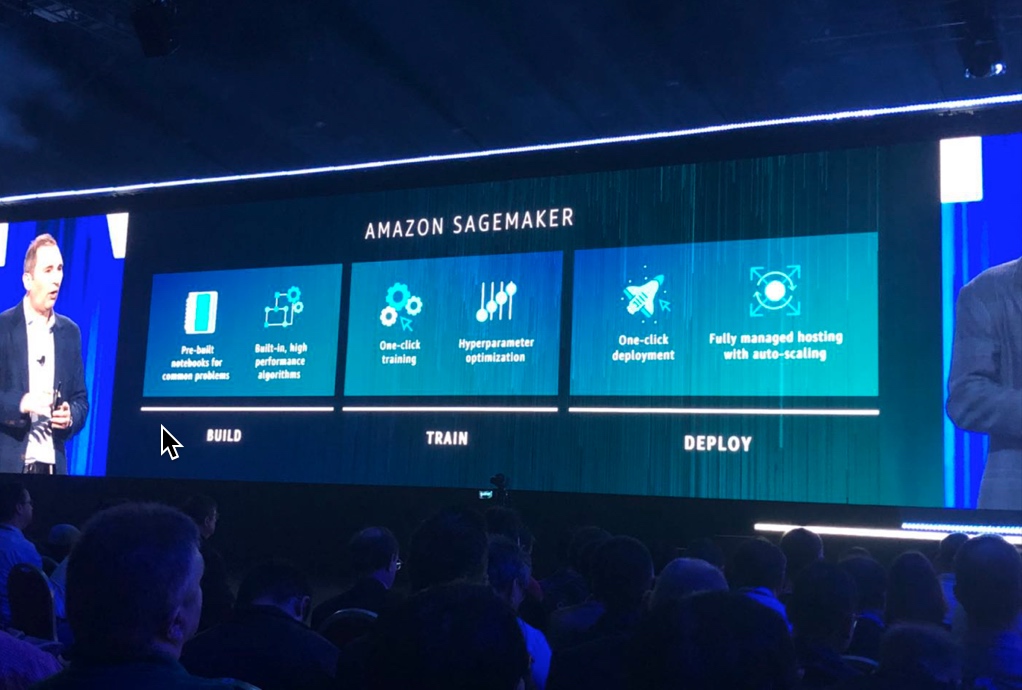 AMAZON SAGEMAKER
Pre-built
notebooks for
common problems
Built-in, high
performance
algorithms
One-click
training
Hyperparameter
optimization
One-click
deployment
Fully managed hosting
with auto-scaling
BUILD
TRAIN
DEPLOY